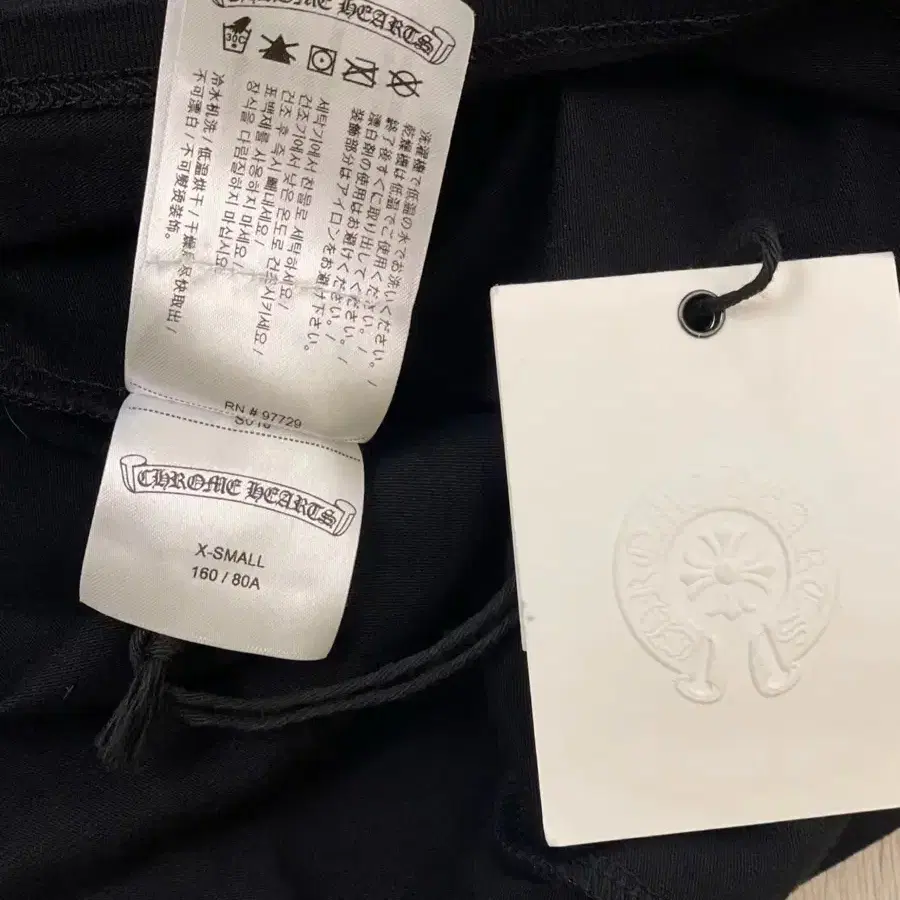 CHROME HEARTS
30C
洗濯機で低温の水でお洗いください。/
乾燥機は低温でご使用ください。/
終了後すぐに取り出してください。/
漂白剤の使用はお避けください。/
装飾部分はアイロンをお避け下さい。
세탁기에서 찬물로 세탁하세요/
건조기에서 낮은 온도로 건조시키세요/
건조 후 즉시 빼내세요/
표백제를 사용하지 마세요/
장식을 다림질하지 마십시요.
冷水机洗/低温烘干/干燥后尽快取出/
不可漂白/不可熨烫装饰。
RN # 97729
CHROME HEARTS
X-SMALL
160 / 80A
CHROME HEARTS